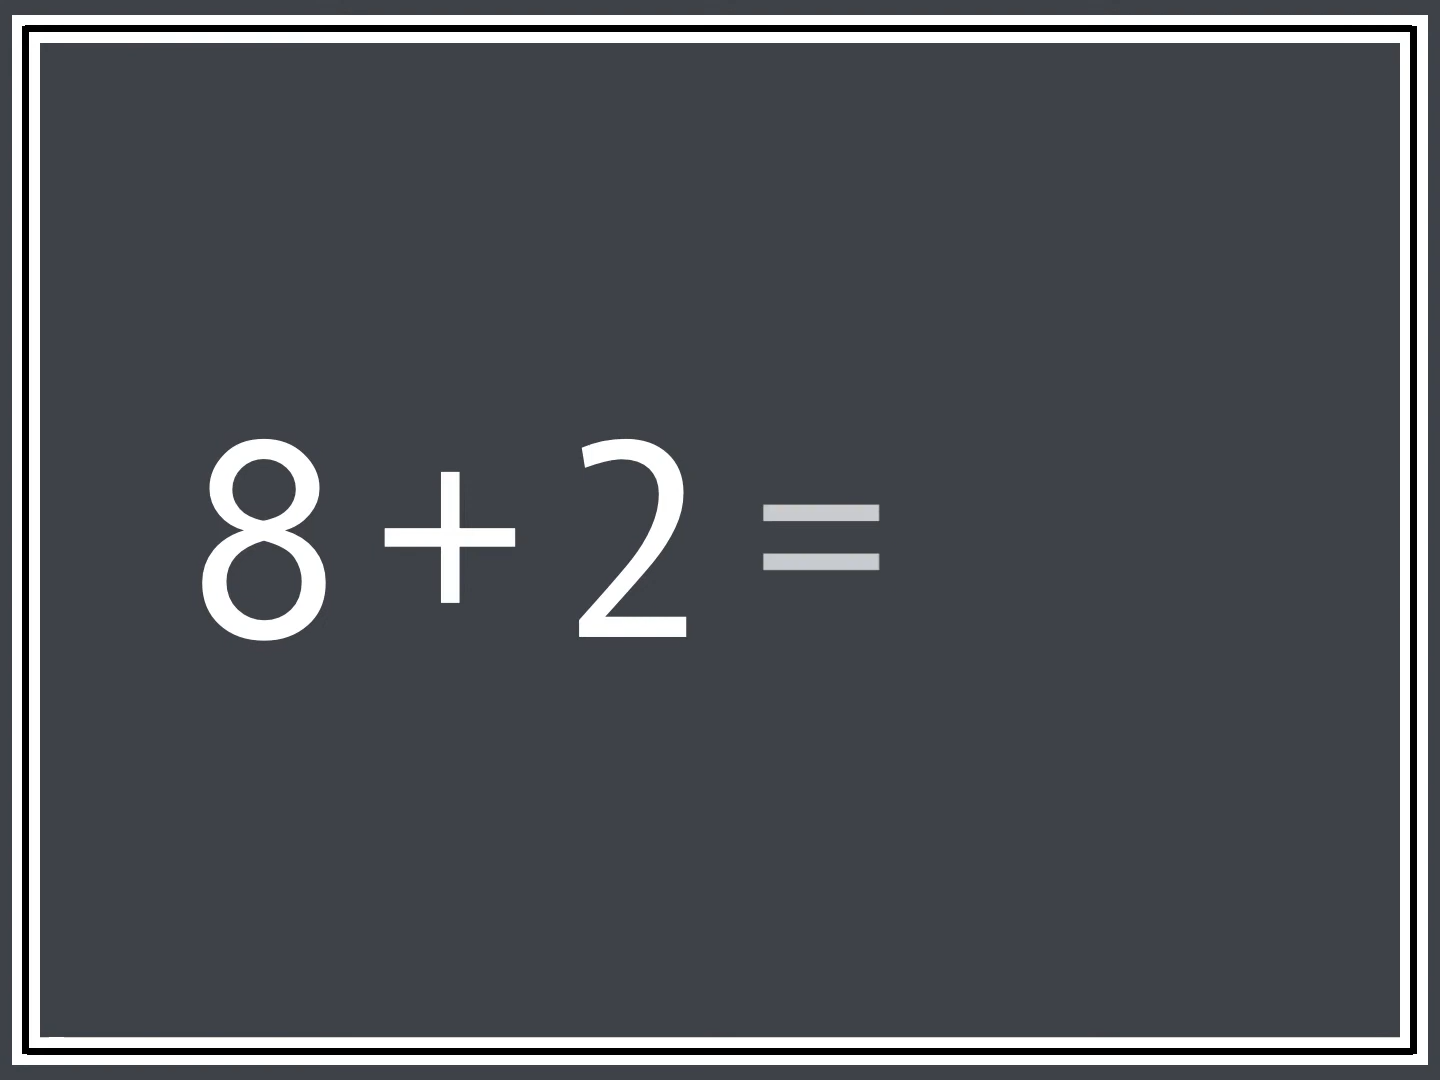 8 + 2 =